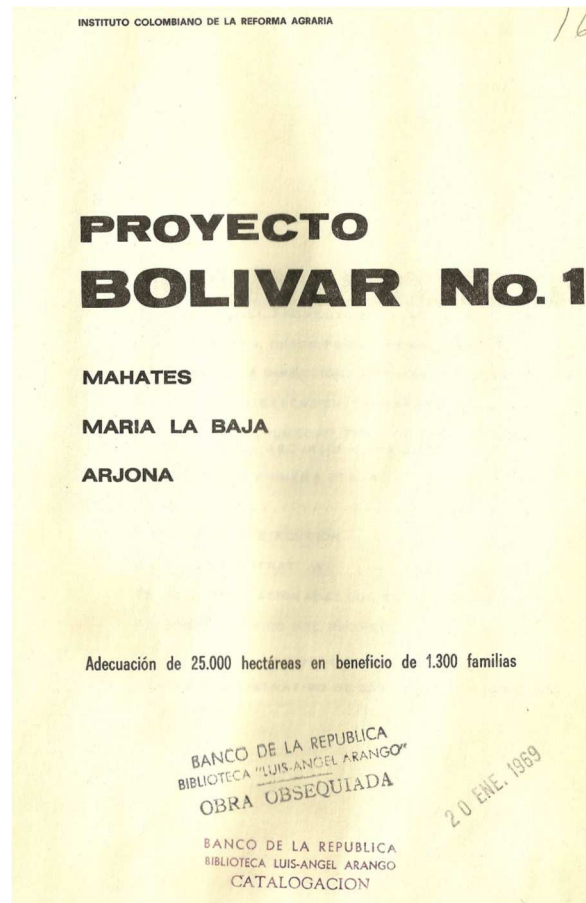 INSTITUTO COLOMBIANO DE LA REFORMA AGRARIA
16
PROYECTO
BOLIVAR No. 1
MAHATES
MARIA LA BAJA
ARJONA
Adecuación de 25.000 hectáreas en beneficio de 1.300 familias
BANCO DE LA REPUBLICA
BIBLIOTECA "LUIS-ANGEL ARANGO"
OBRA OBSEQUIADA
20 ENE. 1969
BANCO DE LA REPUBLICA
BIBLIOTECA LUIS-ANGEL ARANGO
CATALOGACION